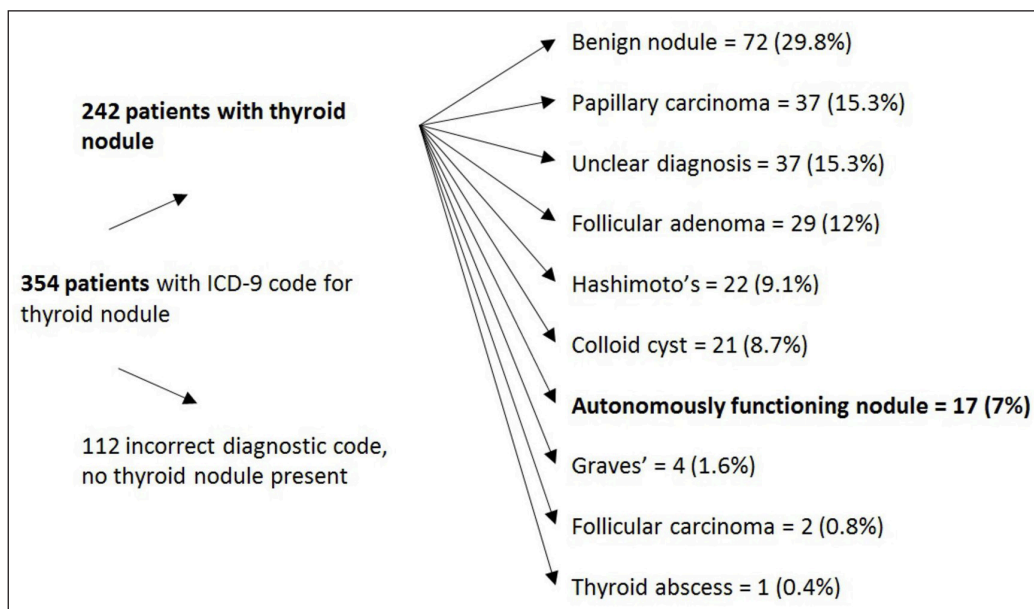 242 patients with thyroid
nodule
354 patients with ICD-9 code for
thyroid nodule
112 incorrect diagnostic code,
no thyroid nodule present
Benign nodule = 72 (29.8%)
Papillary carcinoma = 37 (15.3%)
Unclear diagnosis = 37 (15.3%)
Follicular adenoma = 29 (12%)
Hashimoto’s = 22 (9.1%)
Colloid cyst = 21 (8.7%)
Autonomously functioning nodule = 17 (7%)
Graves’ = 4 (1.6%)
Follicular carcinoma = 2 (0.8%)
Thyroid abscess = 1 (0.4%)